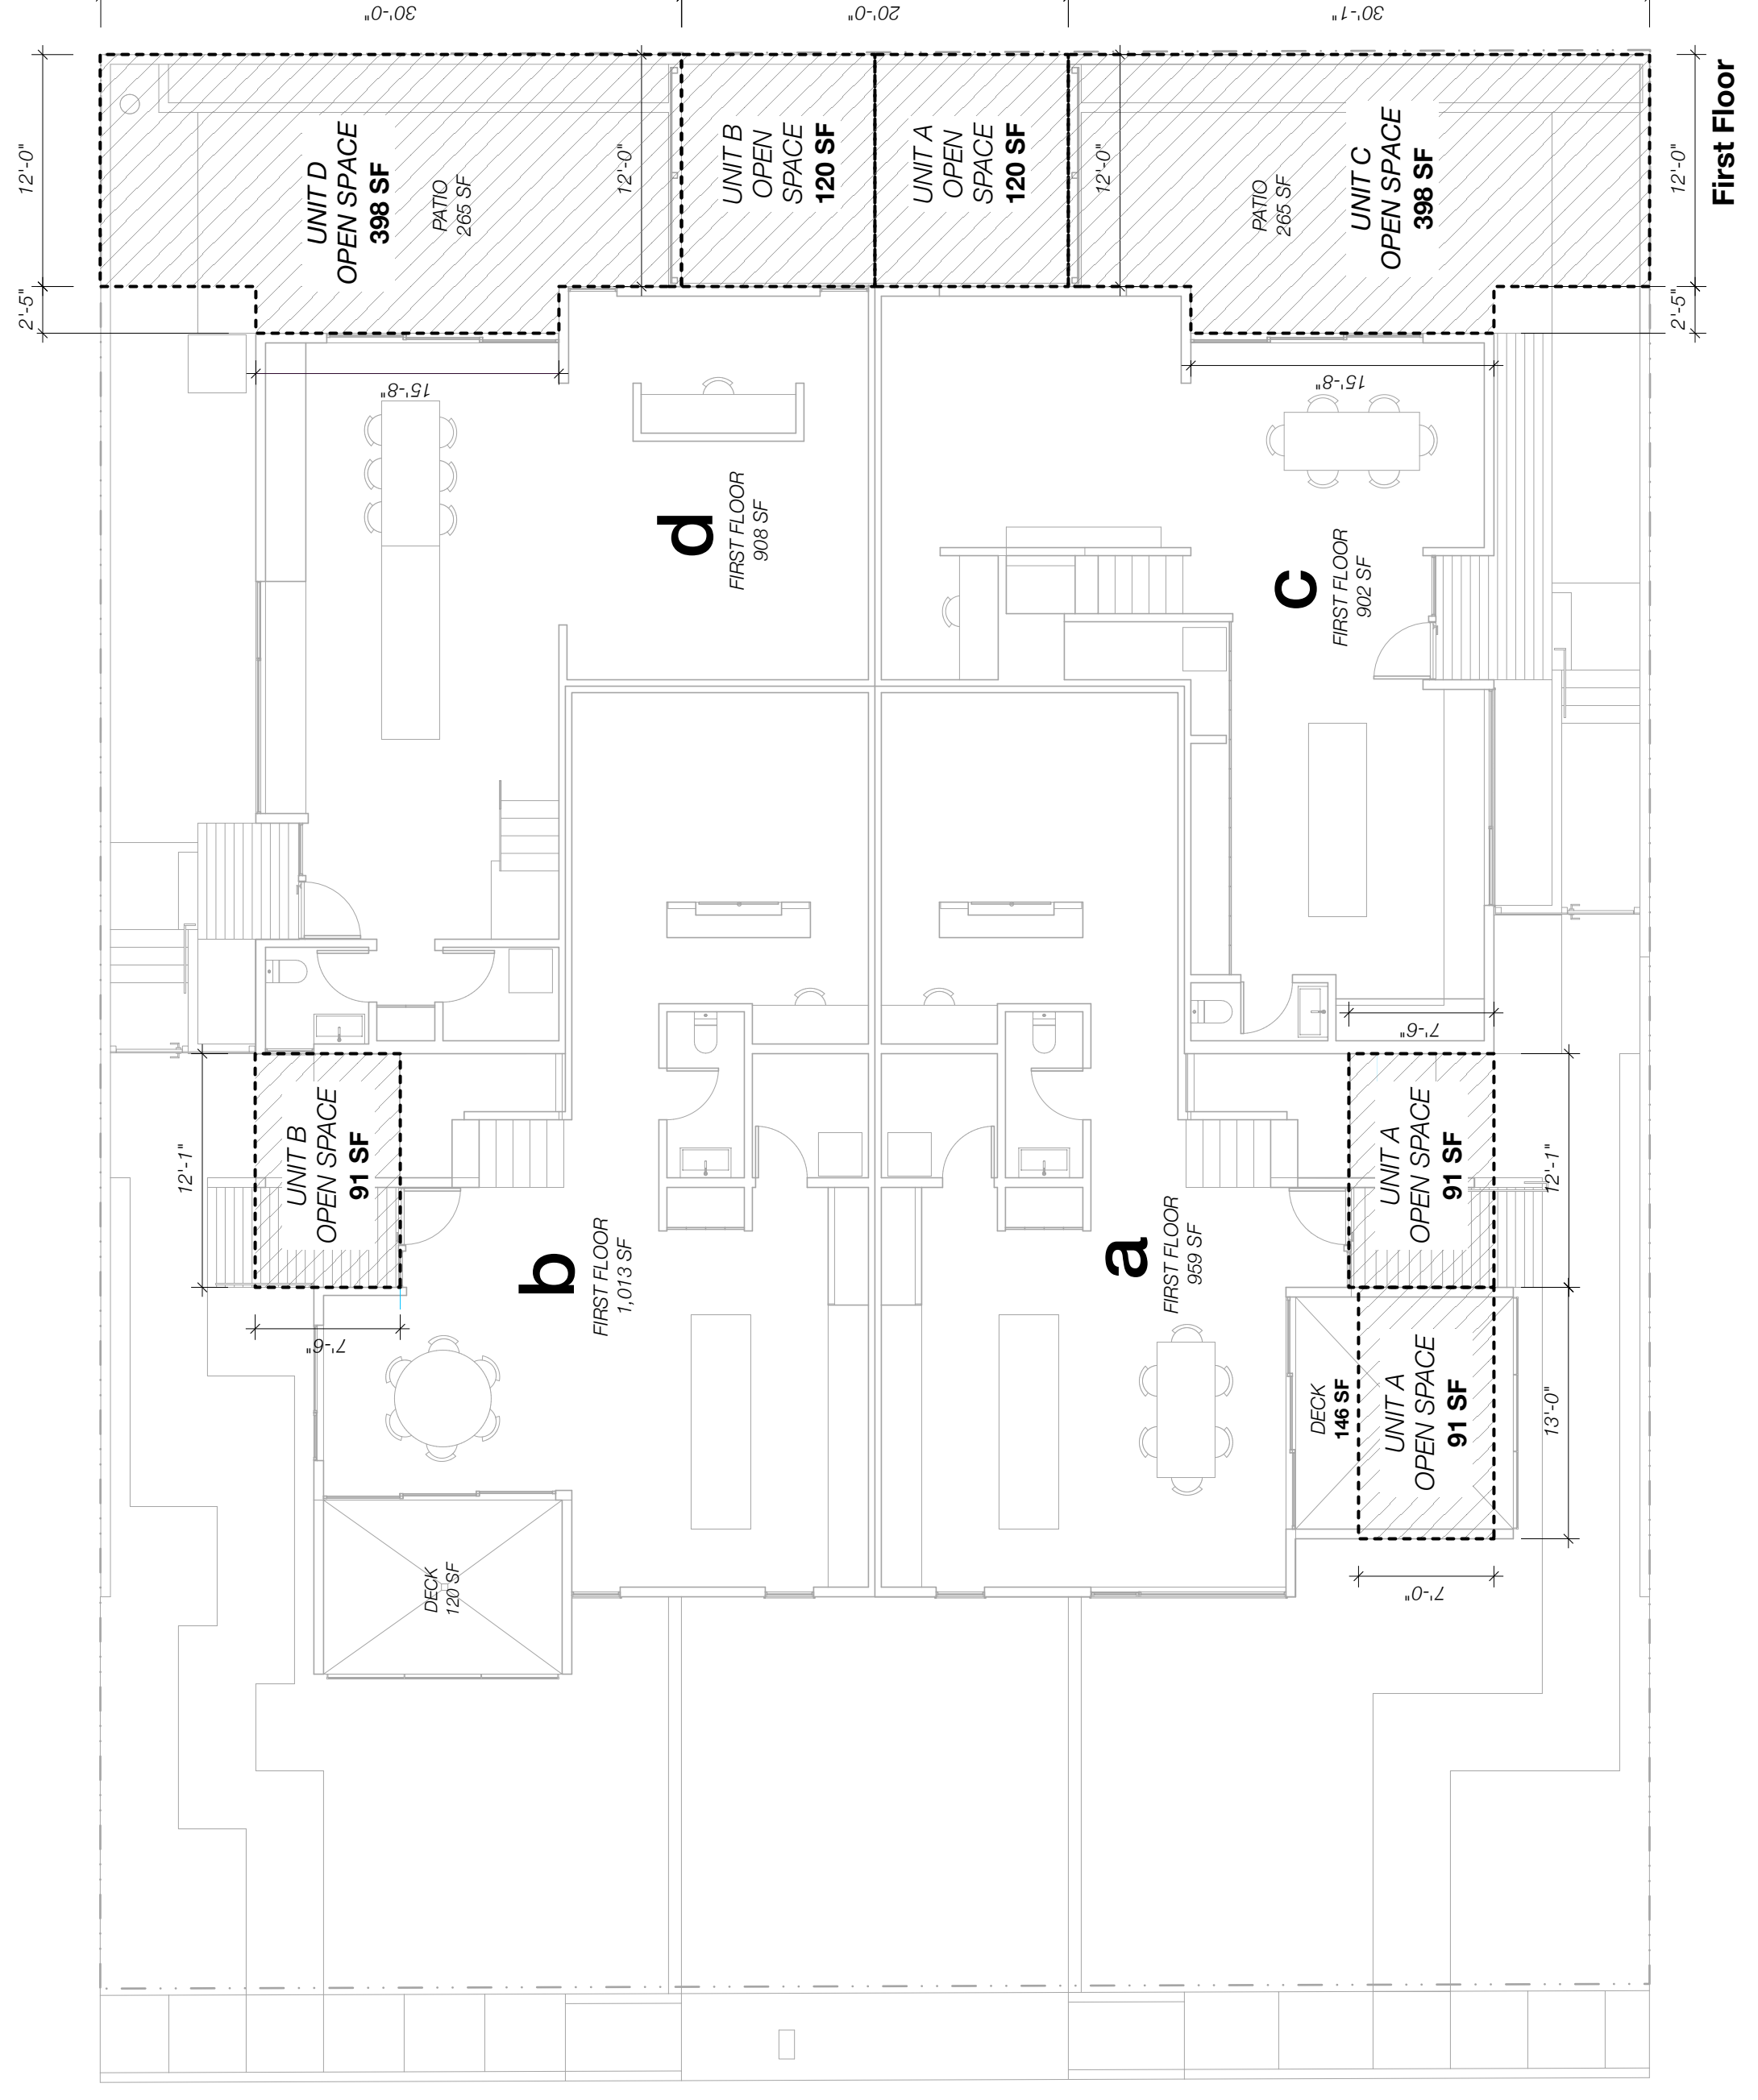 30'-0"
20'-0"
30'-1"
12'-0"
2'-5"
UNIT D
OPEN SPACE
398 SF
PATIO
265 SF
12'-0"
UNIT B
OPEN
SPACE
120 SF
UNIT A
OPEN
SPACE
120 SF
12'-0"
PATIO
265 SF
UNIT C
OPEN SPACE
398 SF
12'-0"
2'-5"
First Floor
15'-8"
15'-8"
d
FIRST FLOOR
908 SF
c
FIRST FLOOR
902 SF
7'-6"
12'-1"
UNIT B
OPEN SPACE
91 SF
7'-6"
b
FIRST FLOOR
1,013 SF
a
FIRST FLOOR
959 SF
UNIT A
OPEN SPACE
91 SF
12'-1"
DECK
146 SF
UNIT A
OPEN SPACE
91 SF
13'-0"
7'-0"
DECK
120 SF